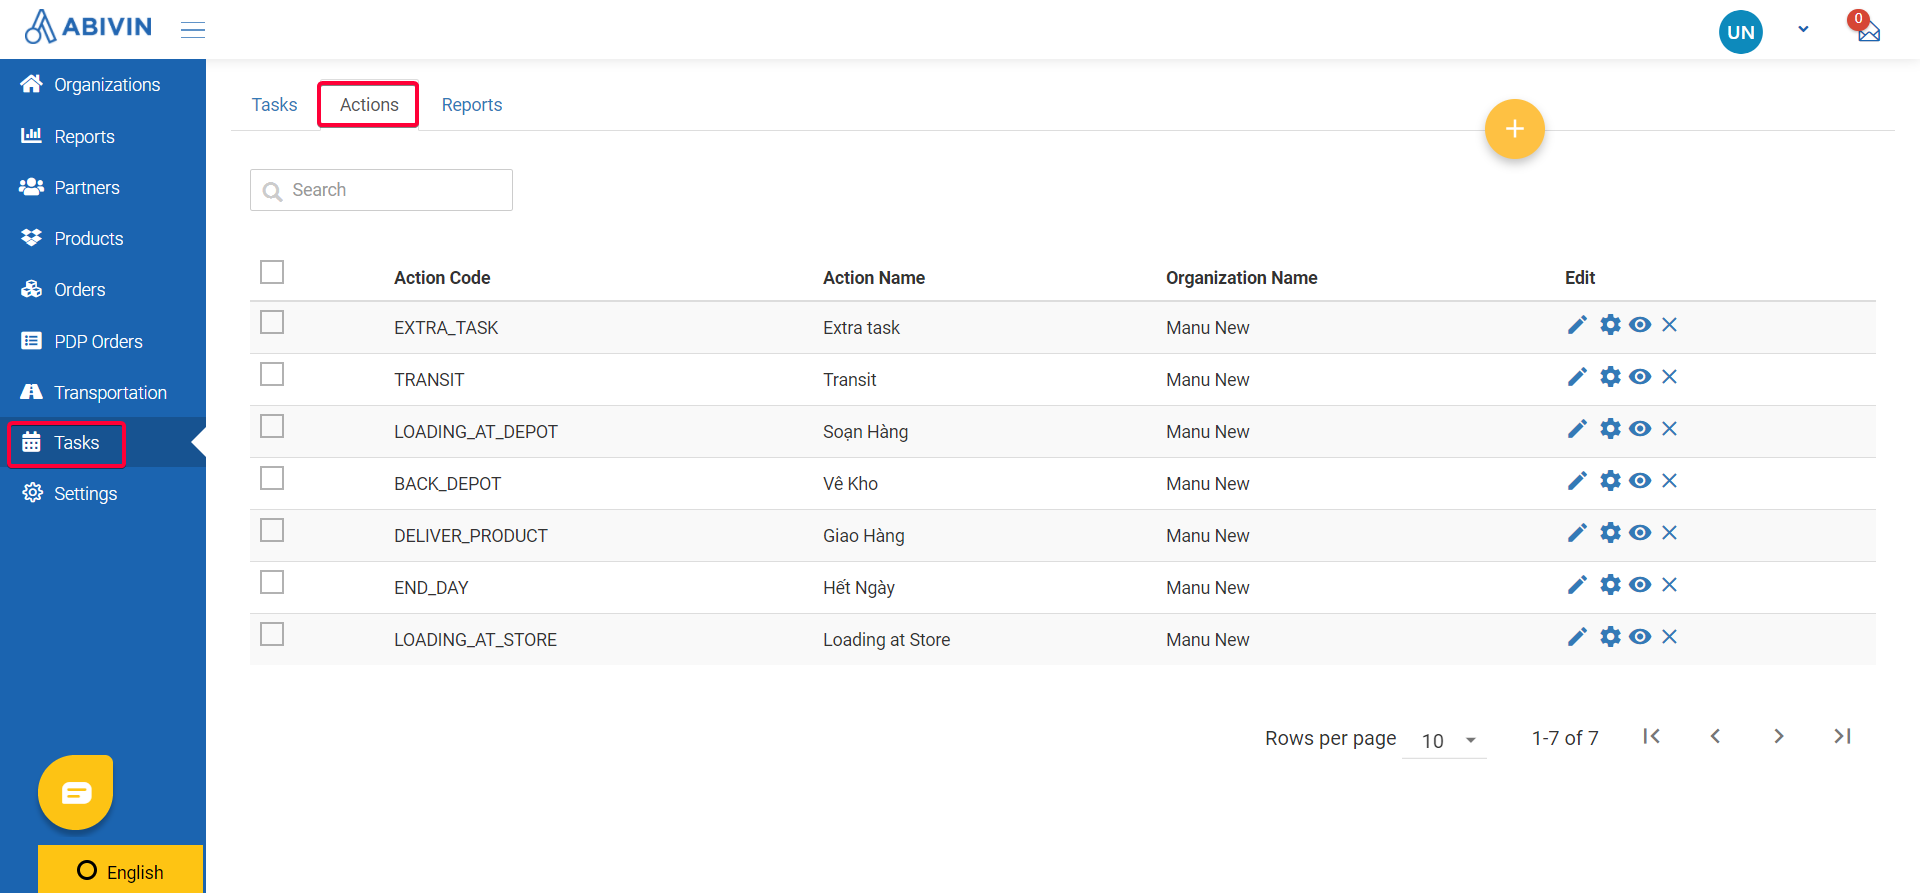 ABIVIN
UN
0
Organizations
Reports
Partners
Products
Orders
PDP Orders
Transportation
Tasks
Settings
English
Tasks Actions Reports
+
Search
Action Code Action Name Organization Name Edit
EXTRA_TASK Extra task Manu New
TRANSIT Transit Manu New
LOADING_AT_DEPOT Soạn Hàng Manu New
BACK_DEPOT Vê Kho Manu New
DELIVER_PRODUCT Giao Hàng Manu New
END_DAY Hết Ngày Manu New
LOADING_AT_STORE Loading at Store Manu New
Rows per page 10 1-7 of 7